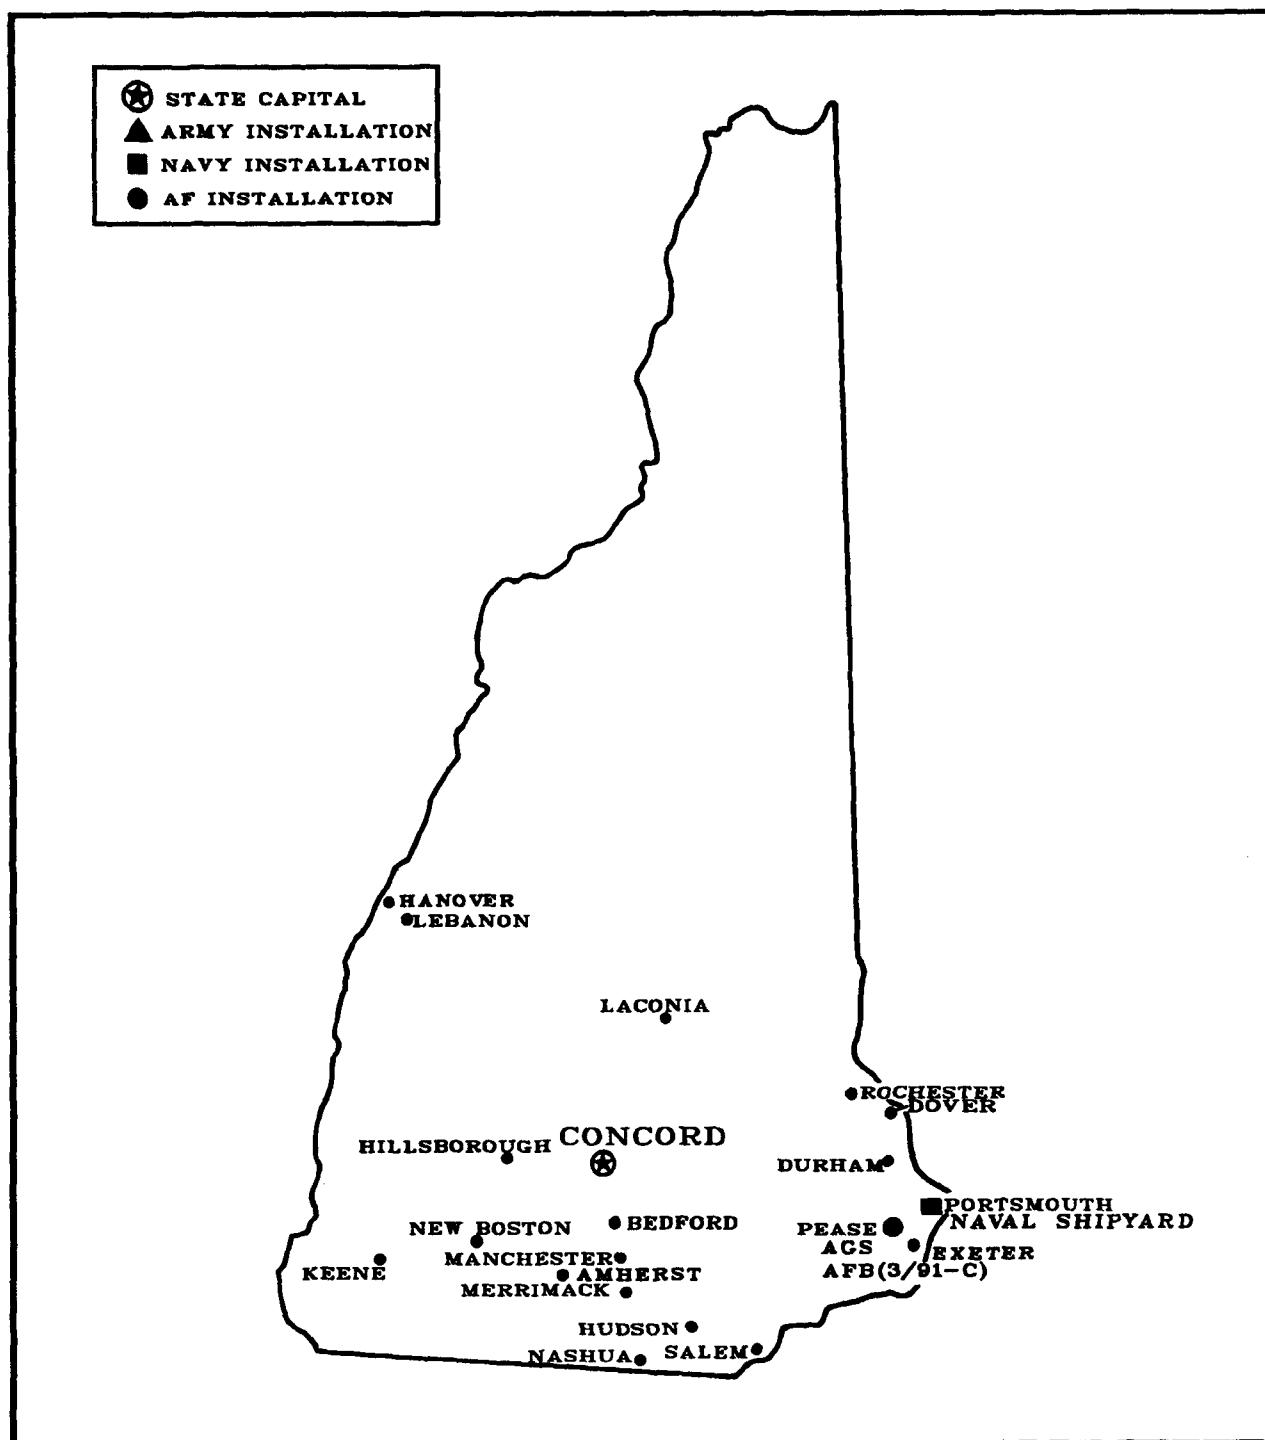 STATE CAPITAL
ARMY INSTALLATION
NAVY INSTALLATION
AF INSTALLATION
HANOVER
LEBANON
LACONIA
ROCHESTER
DOVER
CONCORD
HILLSBOROUGH
DURHAM
PORTSMOUTH
NAVAL SHIPYARD
BEDFORD
NEW BOSTON
PEASE
AGS
AFB(3/91-C)
EXETER
MANCHESTER
KEENE
AMHERST
MERRIMACK
HUDSON
NASHUA
SALEM